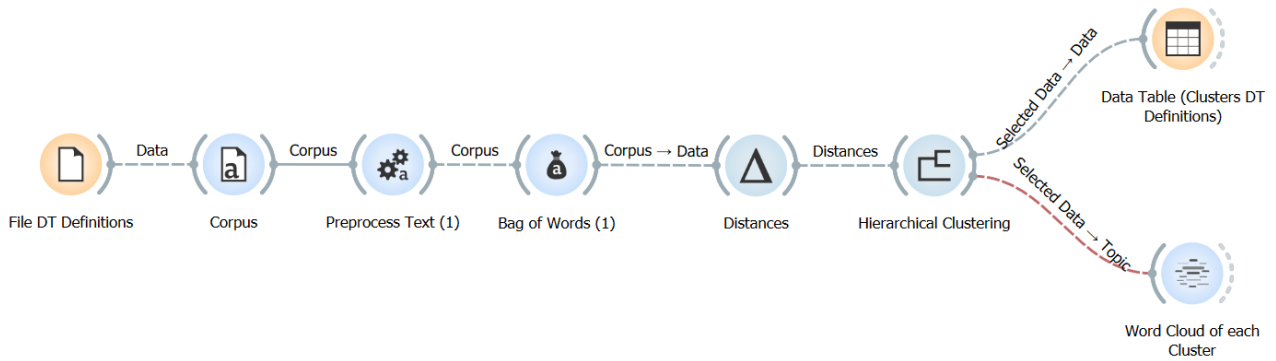 Data
Corpus
Corpus
Corpus → Data
Distances
Selected Data → Data
Selected Data → Topic
File DT Definitions
a
Corpus
a
Preprocess Text (1)
a
Bag of Words (1)
Distances
Hierarchical Clustering
Data Table (Clusters DT
Definitions)
Word Cloud of each
Cluster